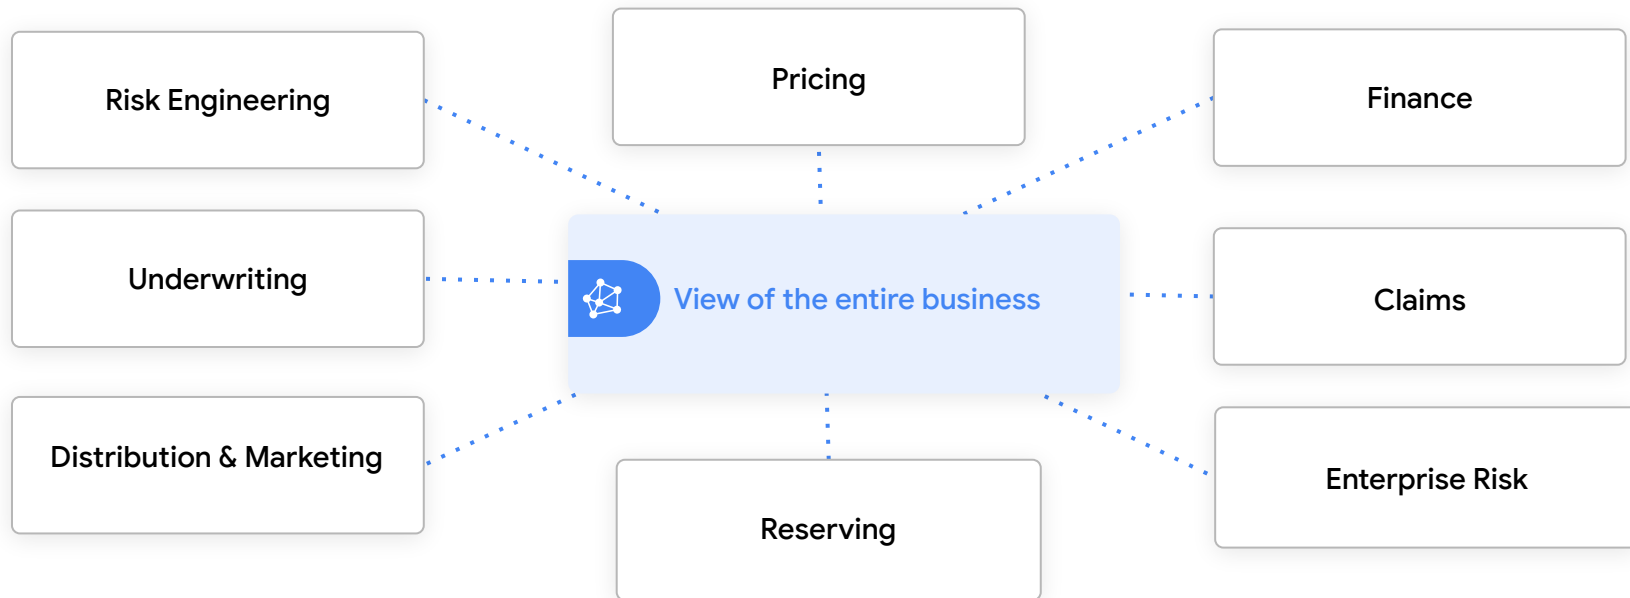 Risk Engineering
Pricing
Finance
Underwriting
View of the entire business
Claims
Distribution & Marketing
Reserving
Enterprise Risk